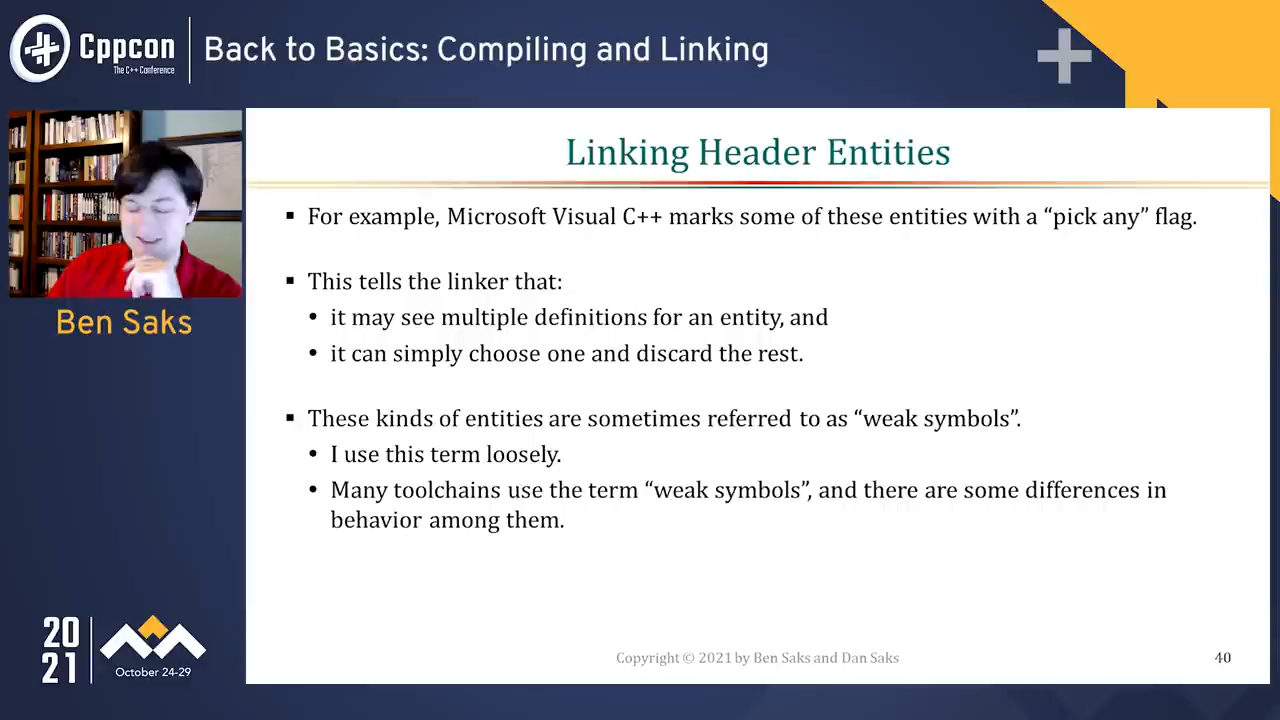 Cppcon
The C++ Conference
Back to Basics: Compiling and Linking
Ben Saks
Linking Header Entities
▪ For example, Microsoft Visual C++ marks some of these entities with a “pick any” flag.
▪ This tells the linker that:
• it may see multiple definitions for an entity, and
• it can simply choose one and discard the rest.
▪ These kinds of entities are sometimes referred to as “weak symbols”.
• I use this term loosely.
• Many toolchains use the term “weak symbols”, and there are some differences in
behavior among them.
20
21
October 24-29
Copyright © 2021 by Ben Saks and Dan Saks
40